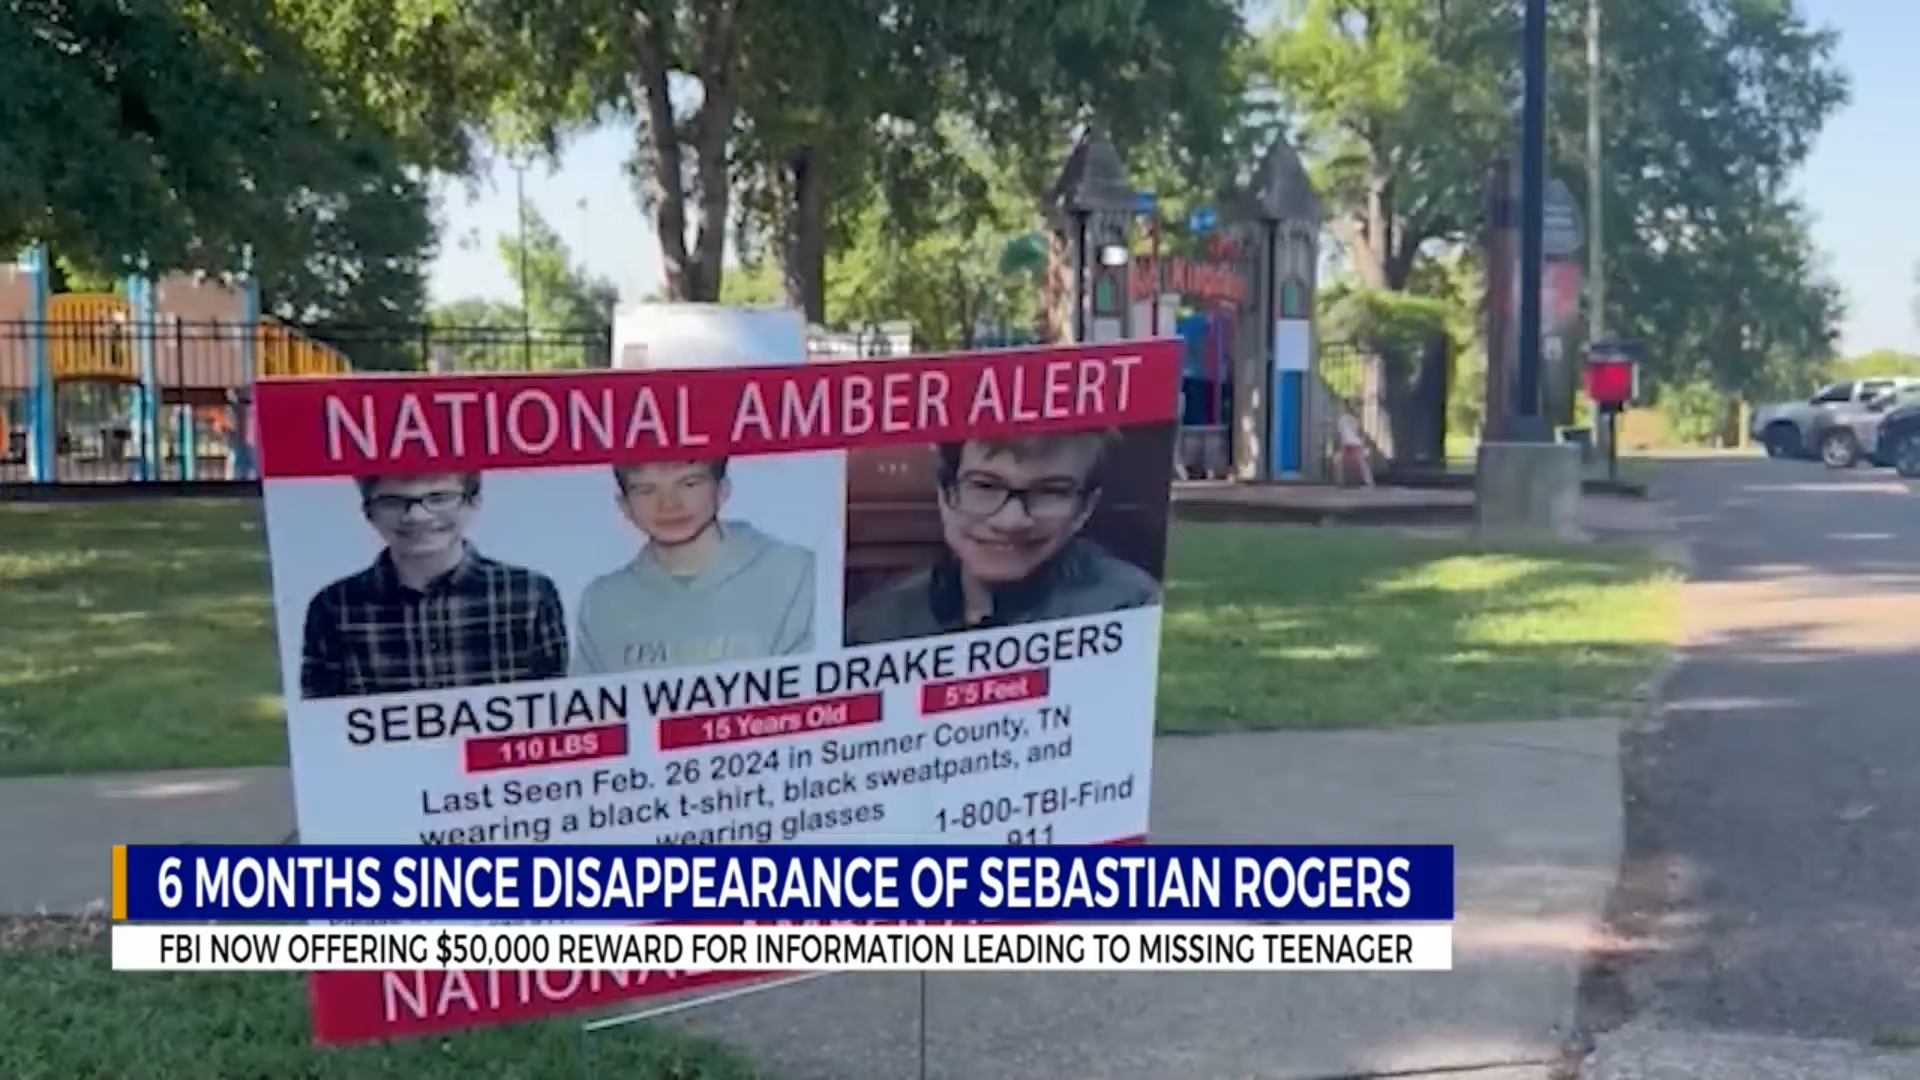 NATIONAL AMBER ALERT
SEBASTIAN WAYNE DRAKE ROGERS
110 LBS
15 Years Old
5'5 Feet
Last Seen Feb. 26 2024 in Sumner County, TN
wearing a black t-shirt, black sweatpants, and
wearing glasses
1-800-TBI-Find
911
6 MONTHS SINCE DISAPPEARANCE OF SEBASTIAN ROGERS
FBI NOW OFFERING $50,000 REWARD FOR INFORMATION LEADING TO MISSING TEENAGER
NATIONAL